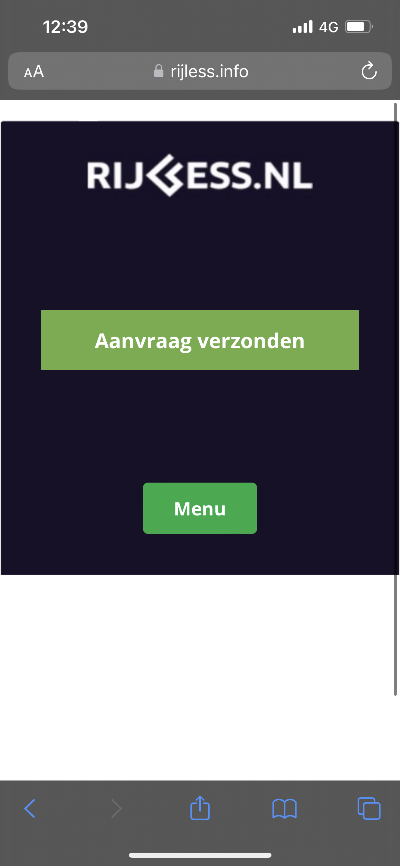 12:39
4G
AA
rijless.info
RIJLESS.NL
Aanvraag verzonden
Menu